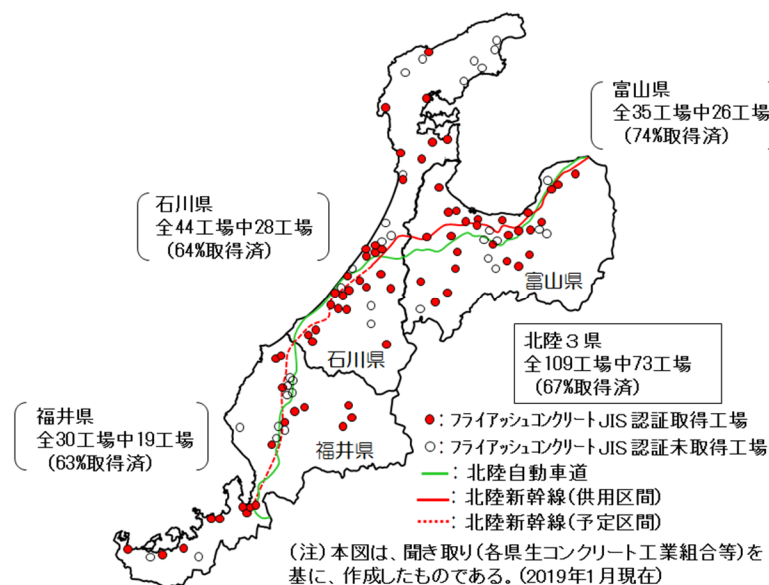 富山県
全35工場中26工場
(74%取得済)
石川県
全44工場中28工場
(64%取得済)
富山県
石川県
北陸3県
全109工場中73工場
(67%取得済)
福井県
全30工場中19工場
(63%取得済)
福井県
●:フライアッシュコンクリートJIS認証取得工場
○:フライアッシュコンクリートJIS認証未取得工場
:北陸自動車道
:北陸新幹線(供用区間)
:北陸新幹線(予定区間)
(注)本図は、聞き取り(各県生コンクリート工業組合等)を
基に、作成したものである。(2019年1月現在)